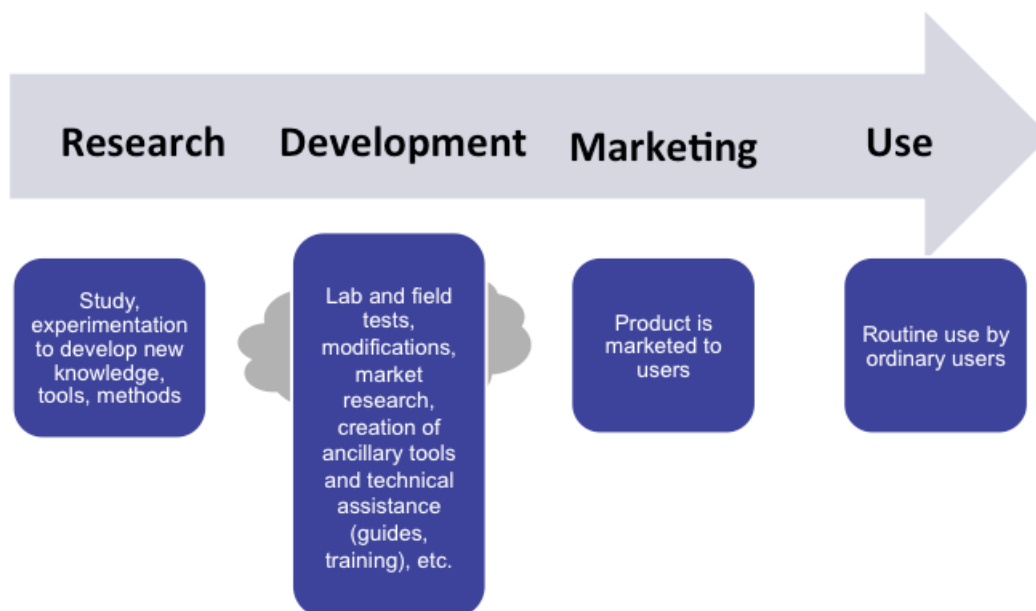 Research
Development
Marketing
Use
Study,
experimentation
to develop new
knowledge,
tools, methods
Lab and field
tests,
modifications,
market
research,
creation of
ancillary tools
and technical
assistance
(guides,
training), etc.
Product is
marketed to
users
Routine use by
ordinary users